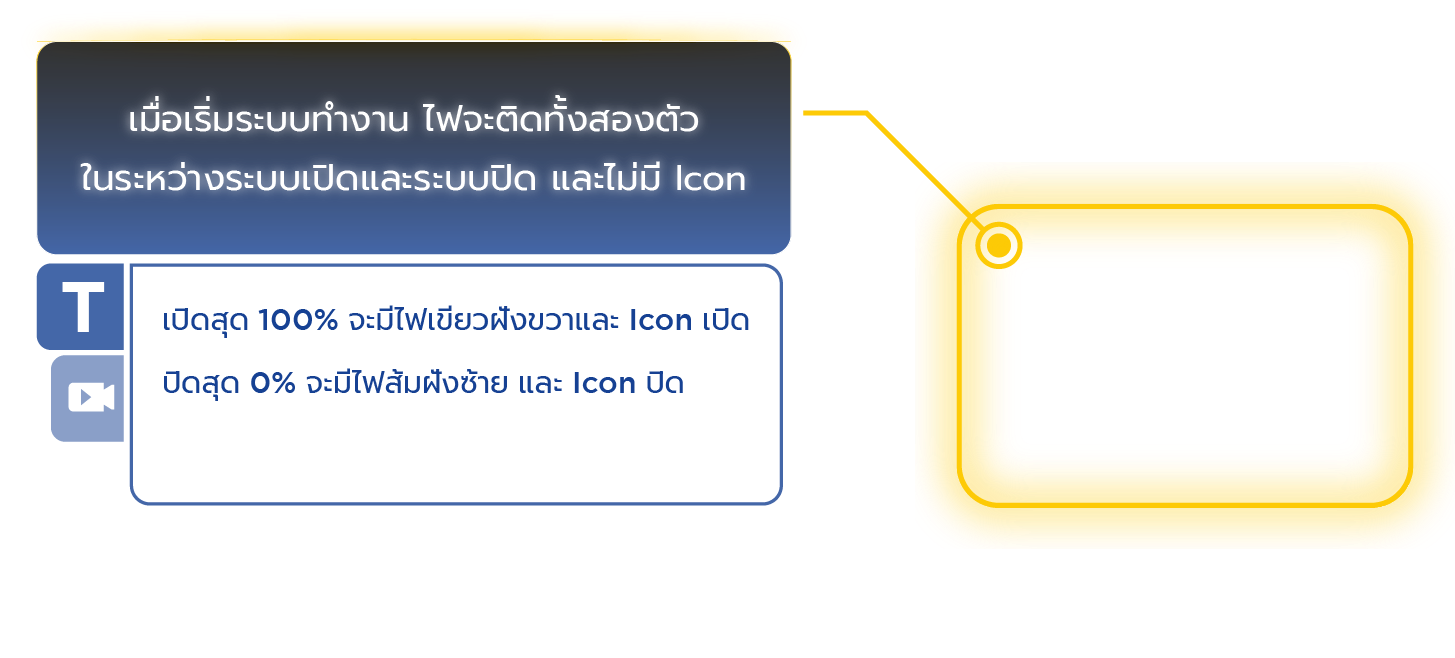 เมื่อเริ่มระบบทำงาน ไฟจะติดทั้งสองตัว
ในระหว่างระบบเปิดและระบบปิด และไม่มี Icon
T
เปิดสุด 100% จะมีไฟเขียวฝั่งขวาและ Icon เปิด
ปิดสุด 0% จะมีไฟส้มฝั่งซ้าย และ Icon ปิด